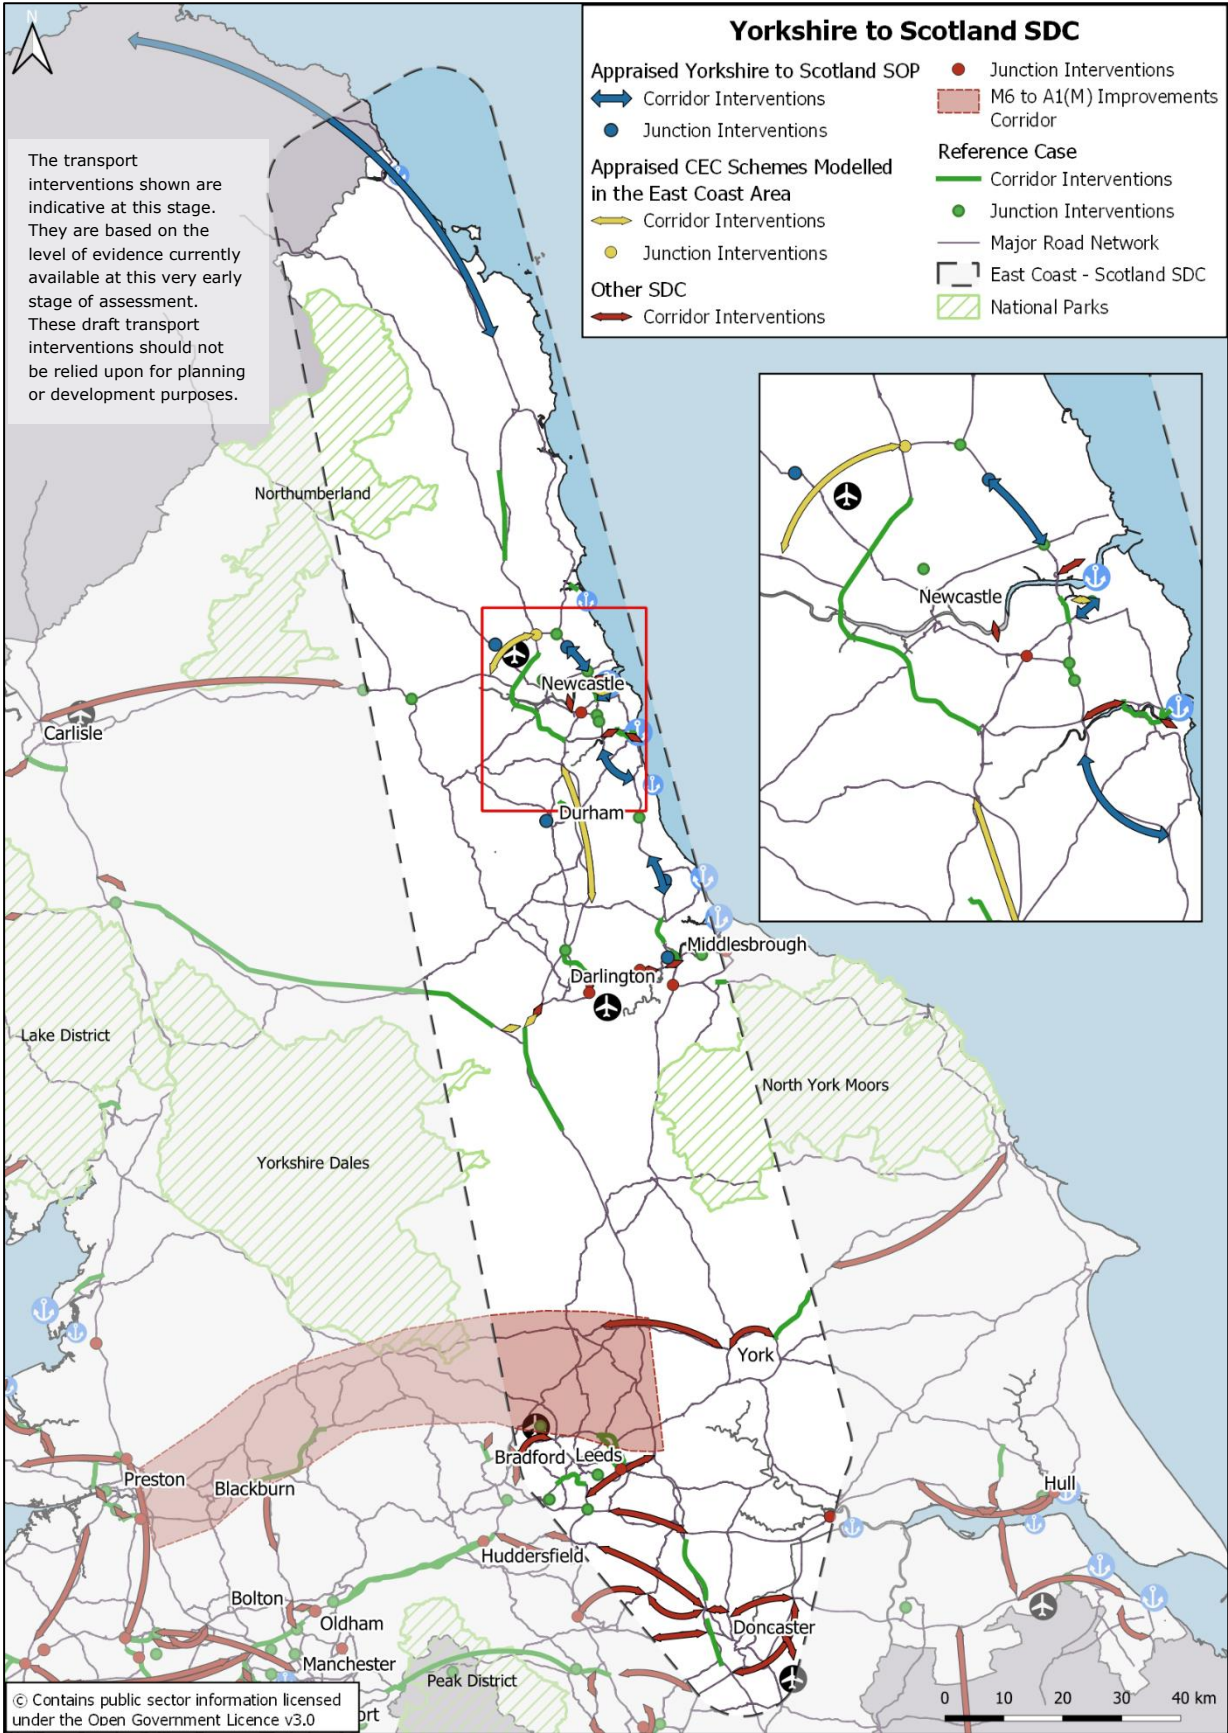 N
Yorkshire to Scotland SDC
Appraised Yorkshire to Scotland SOP
Corridor Interventions
Junction Interventions
Appraised CEC Schemes Modelled
in the East Coast Area
Corridor Interventions
Junction Interventions
Other SDC
Corridor Interventions
Junction Interventions
M6 to A1(M) Improvements
Corridor
Reference Case
Corridor Interventions
Junction Interventions
Major Road Network
East Coast - Scotland SDC
National Parks
The transport
interventions shown are
indicative at this stage.
They are based on the
level of evidence currently
available at this very early
stage of assessment.
These draft transport
interventions should not
be relied upon for planning
or development purposes.
Northumberland
Newcastle
Newcastle
Carlisle
Durham
Middlesbrough
Darlington
Lake District
North York Moors
Yorkshire Dales
York
Bradford
Leeds
Preston
Blackburn
Hull
Huddersfield
Bolton
Oldham
Doncaster
Manchester
Peak District
ort
© Contains public sector information licensed
under the Open Government Licence v3.0
0 10 20 30 40 km